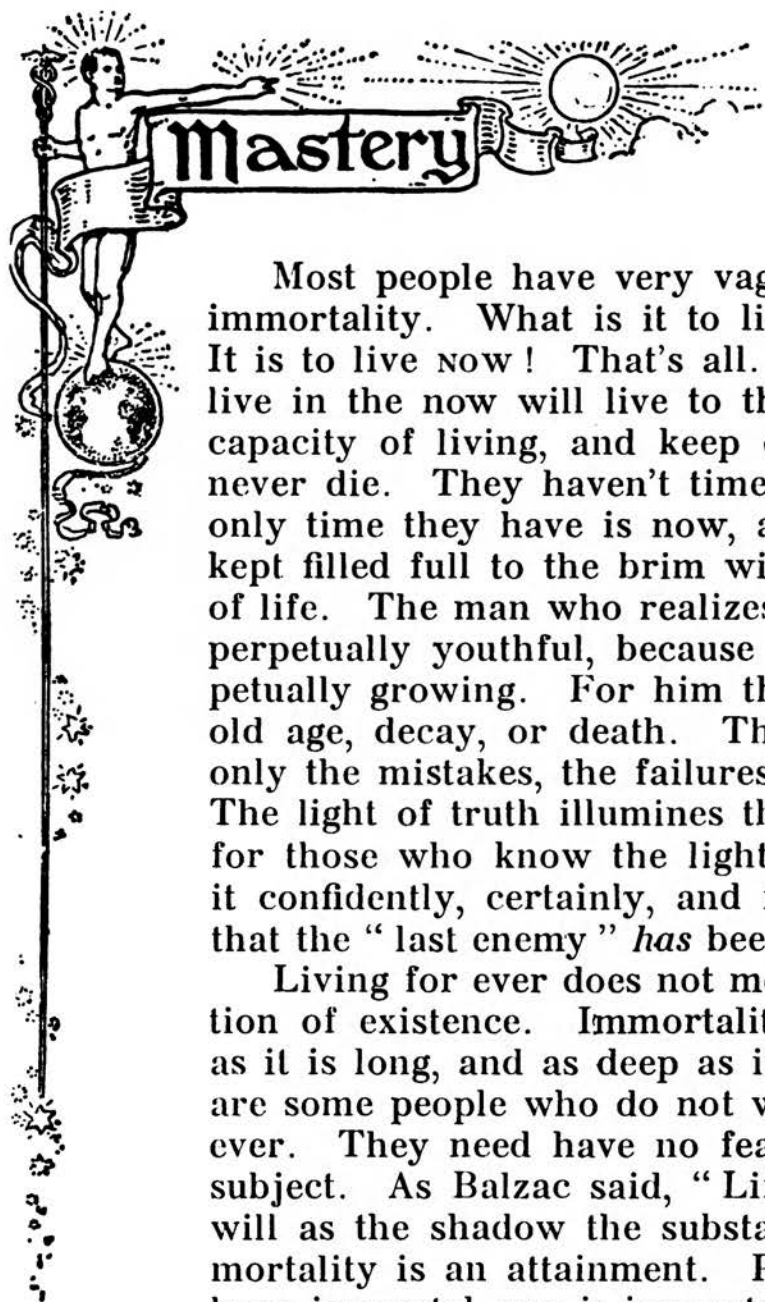 Mastery
Most people have very vag
immortality. What is it to li
It is to live NOW! That's all.
live in the now will live to th
capacity of living, and keep
never die. They haven't time
only time they have is now, a
kept filled full to the brim wi
of life. The man who realizes
perpetually youthful, because
petually growing. For him th
old age, decay, or death. Th
only the mistakes, the failures
The light of truth illumines th
for those who know the light
it confidently, certainly, and
that the “ last enemy ” has bee
Living for ever does not me
tion of existence. Immortalit
as it is long, and as deep as i
are some people who do not w
ever. They need have no fea
subject. As Balzac said, “ Li
will as the shadow the substa
mortality is an attainment.